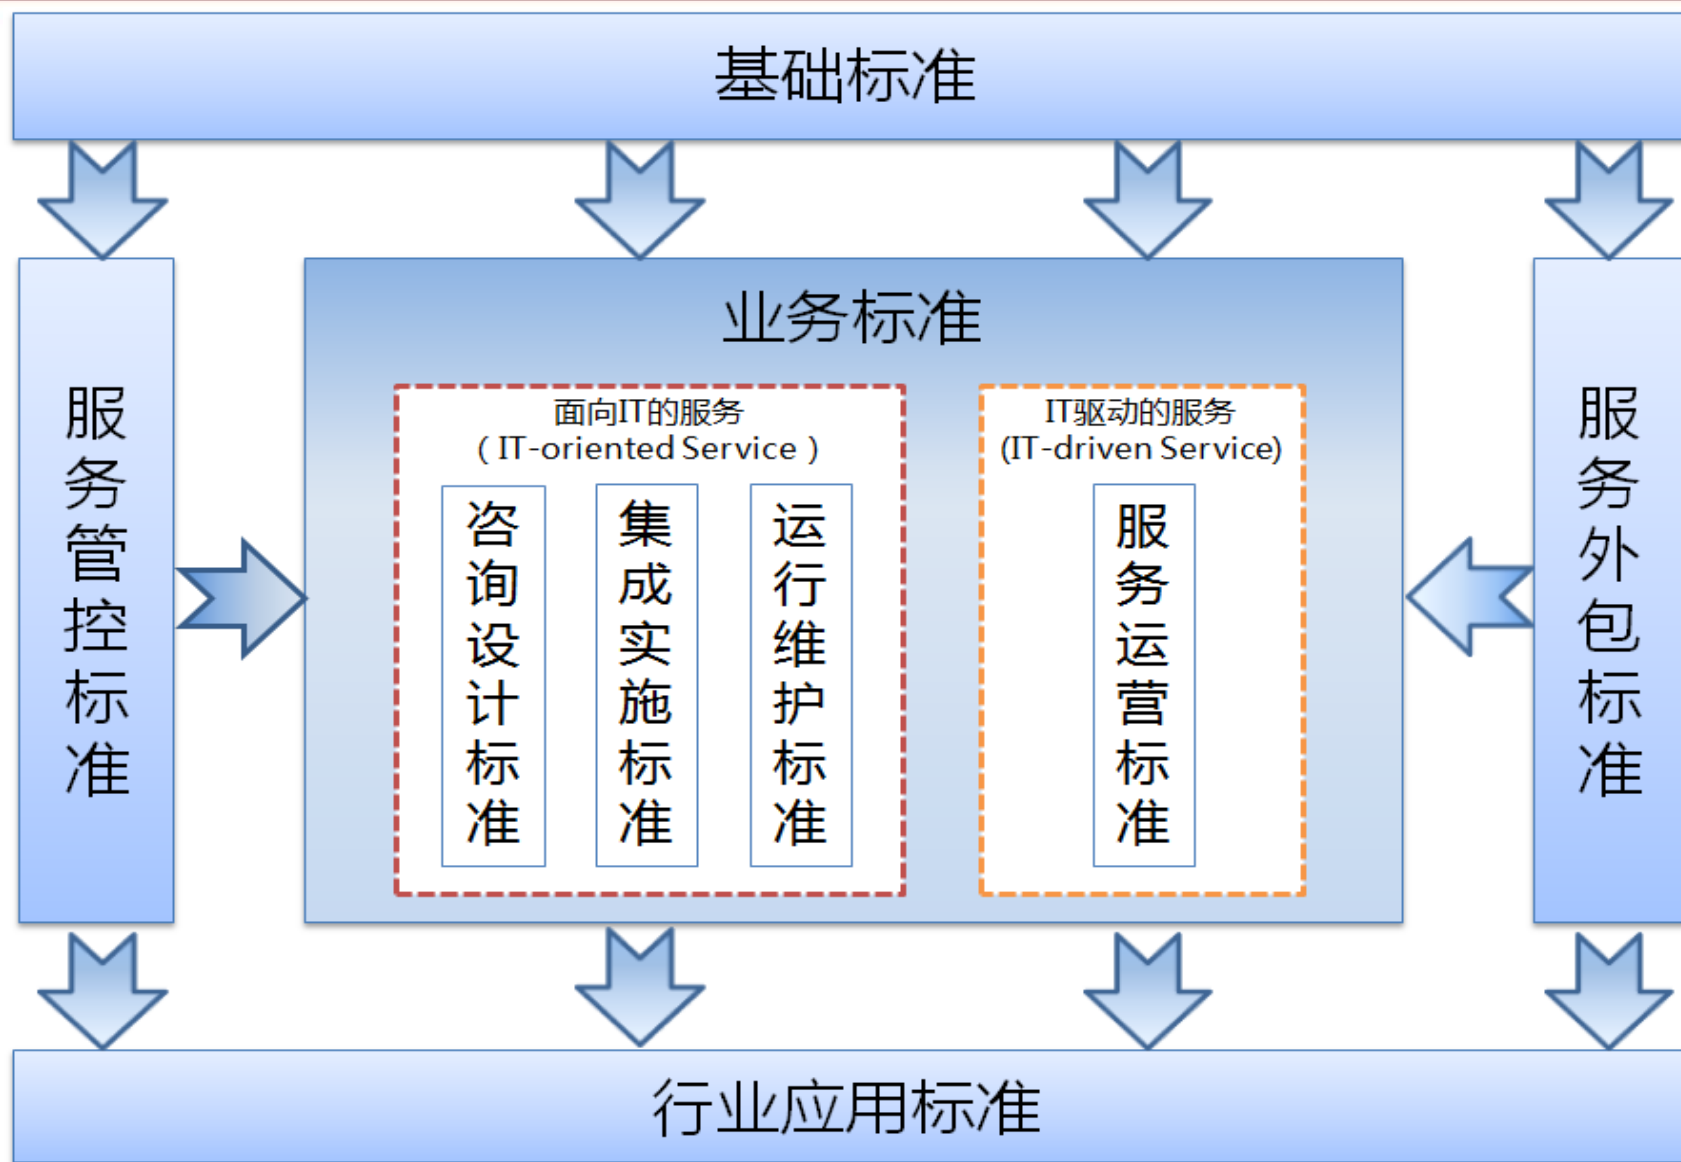 基础标准
业务标准
服务管控标准
面向IT的服务
（ IT-oriented Service ）
咨询设计标准
集成实施标准
运行维护标准
IT驱动的服务
(IT-driven Service)
服务运营标准
服务外包标准
行业应用标准